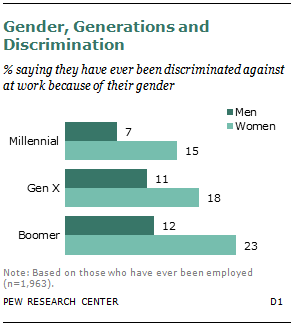 Gender, Generations and
Discrimination
% saying they have ever been discriminated against
at work because of their gender
Men
Women
Millennial
7
15
Gen X
11
18
Boomer
12
23
Note: Based on those who have ever been employed
(n=1,963).
PEW RESEARCH CENTER D1